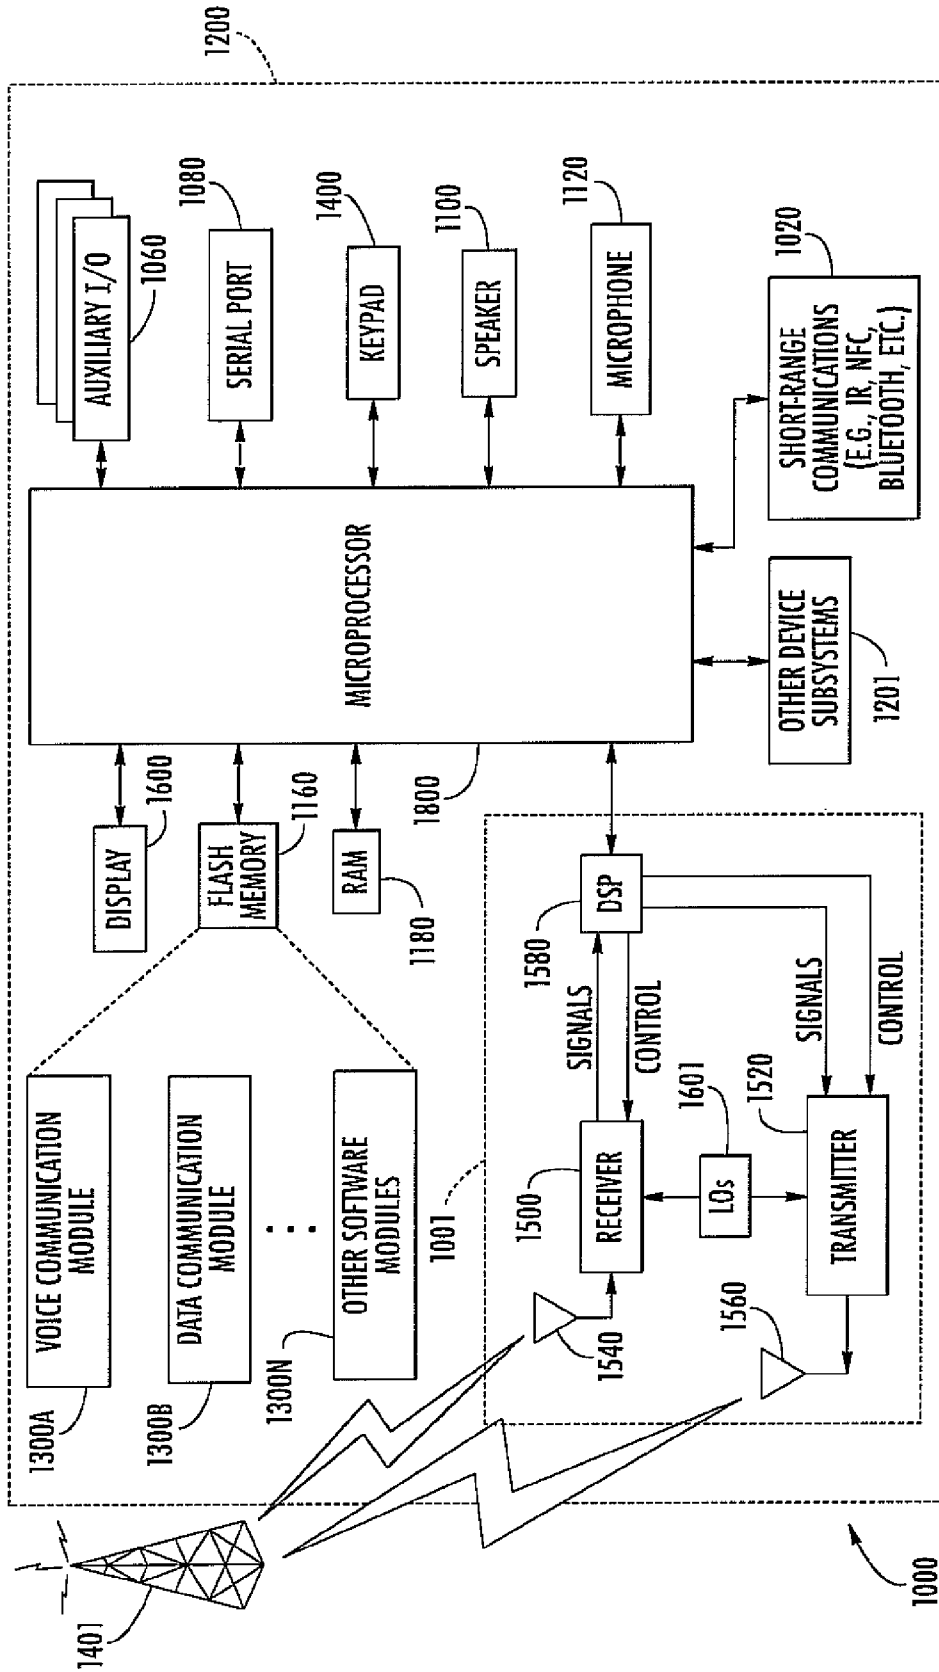 1200
AUXILIARY I/O
1060
SERIAL PORT
1080
KEYPAD
1400
SPEAKER
1100
MICROPHONE
1120
SHORT-RANGE
COMMUNICATIONS
(E.G., IR, NFC,
BLUETOOTH, ETC.)
1020
MICROPROCESSOR
1800
OTHER DEVICE
SUBSYSTEMS
1201
DISPLAY
1600
FLASH
MEMORY
1160
RAM
1180
VOICE COMMUNICATION
MODULE
1300A
DATA COMMUNICATION
MODULE
1300B
...
OTHER SOFTWARE
MODULES
1300N
1001
DSP
1580
SIGNALS
CONTROL
RECEIVER
1500
LOs
1601
SIGNALS
CONTROL
TRANSMITTER
1520
1540
1560
1401
1000